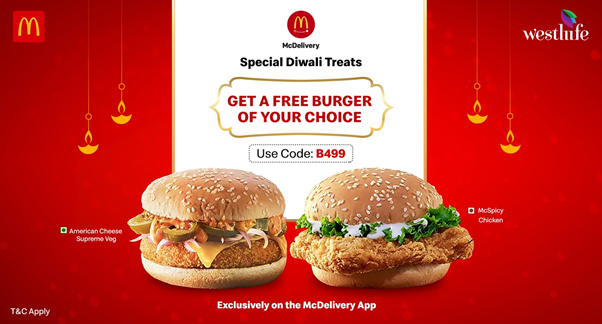 westlife
McDelivery
Special Diwali Treats
GET A FREE BURGER
OF YOUR CHOICE
Use Code: B499
American Cheese
Supreme Veg
McSpicy
Chicken
Exclusively on the McDelivery App
T&C Apply